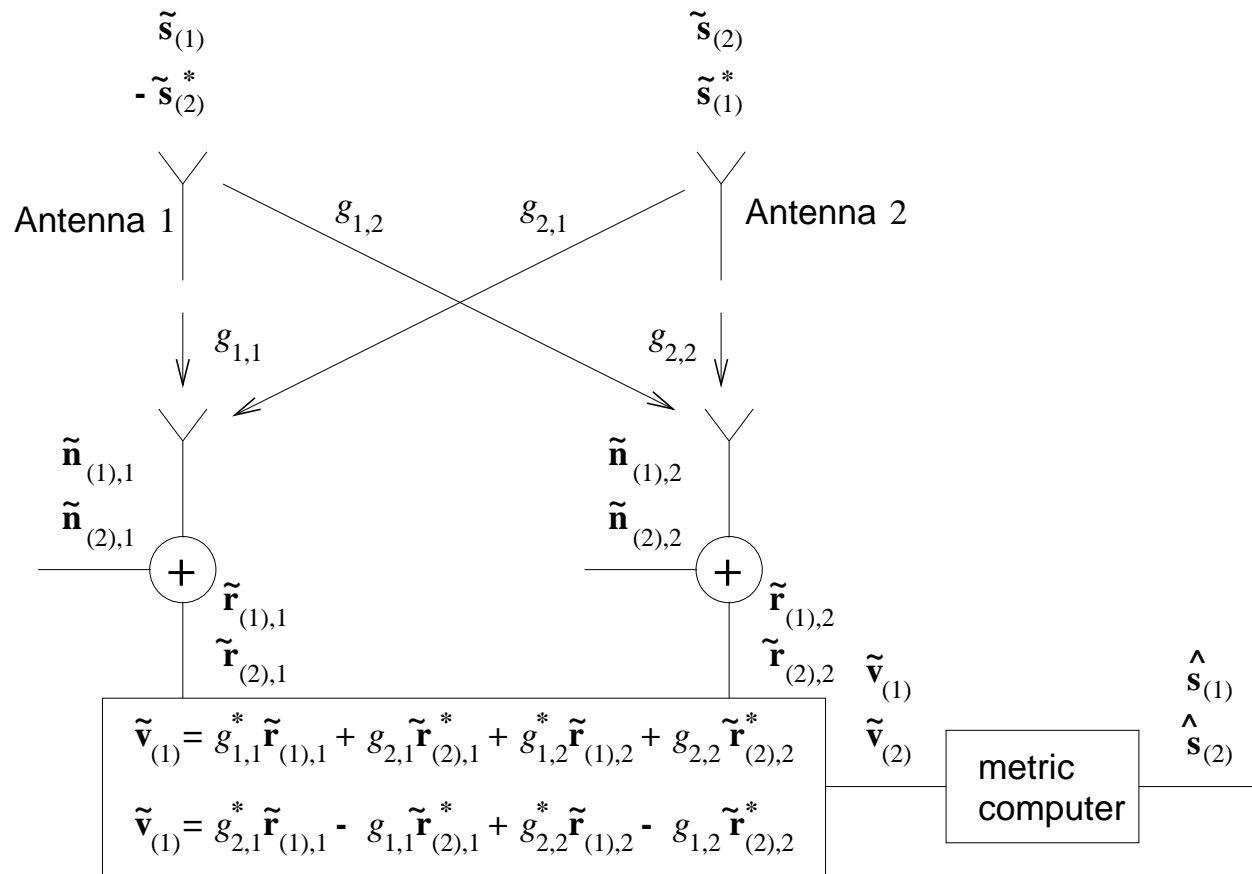 s̃(1) s̃(2)
- s̃*(2) s̃*(1)
Antenna 1 g1,2 g2,1 Antenna 2
g1,1 g2,2
ñ(1),1 ñ(1),2
ñ(2),1 ñ(2),2
+ +
r̃(1),1 r̃(1),2
r̃(2),1 r̃(2),2
ṽ(1) ŝ(1)
ṽ(2) ŝ(2)
ṽ(1) = g*1,1 r̃(1),1 + g2,1 r̃*(2),1 + g*1,2 r̃(1),2 + g2,2 r̃*(2),2
ṽ(1) = g*2,1 r̃(1),1 - g1,1 r̃*(2),1 + g*2,2 r̃(1),2 - g1,2 r̃*(2),2
metric
computer